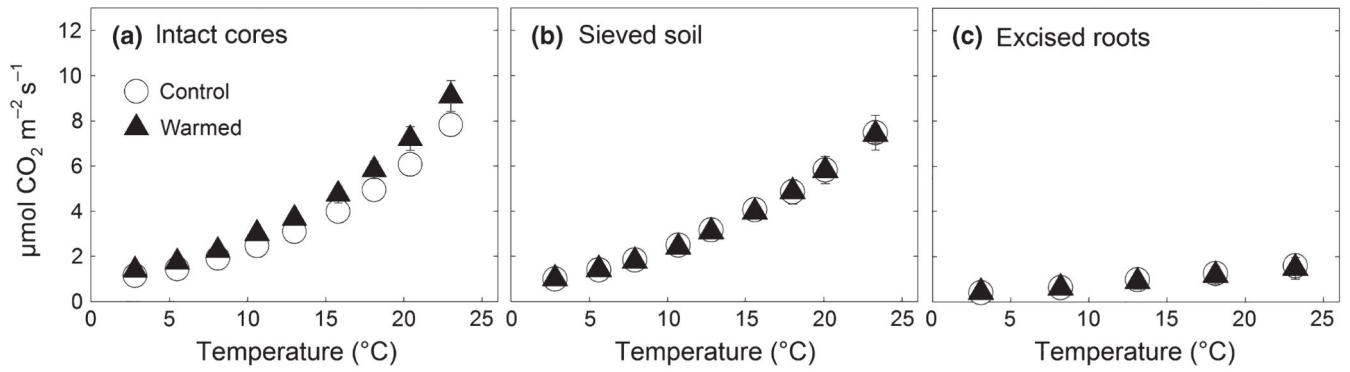 (a) Intact cores
Control
Warmed
(b) Sieved soil
(c) Excised roots
µmol CO₂ m⁻² s⁻¹
12
10
8
6
4
2
0
0 5 10 15 20 25
0 5 10 15 20 25
0 5 10 15 20 25
Temperature (°C)
Temperature (°C)
Temperature (°C)